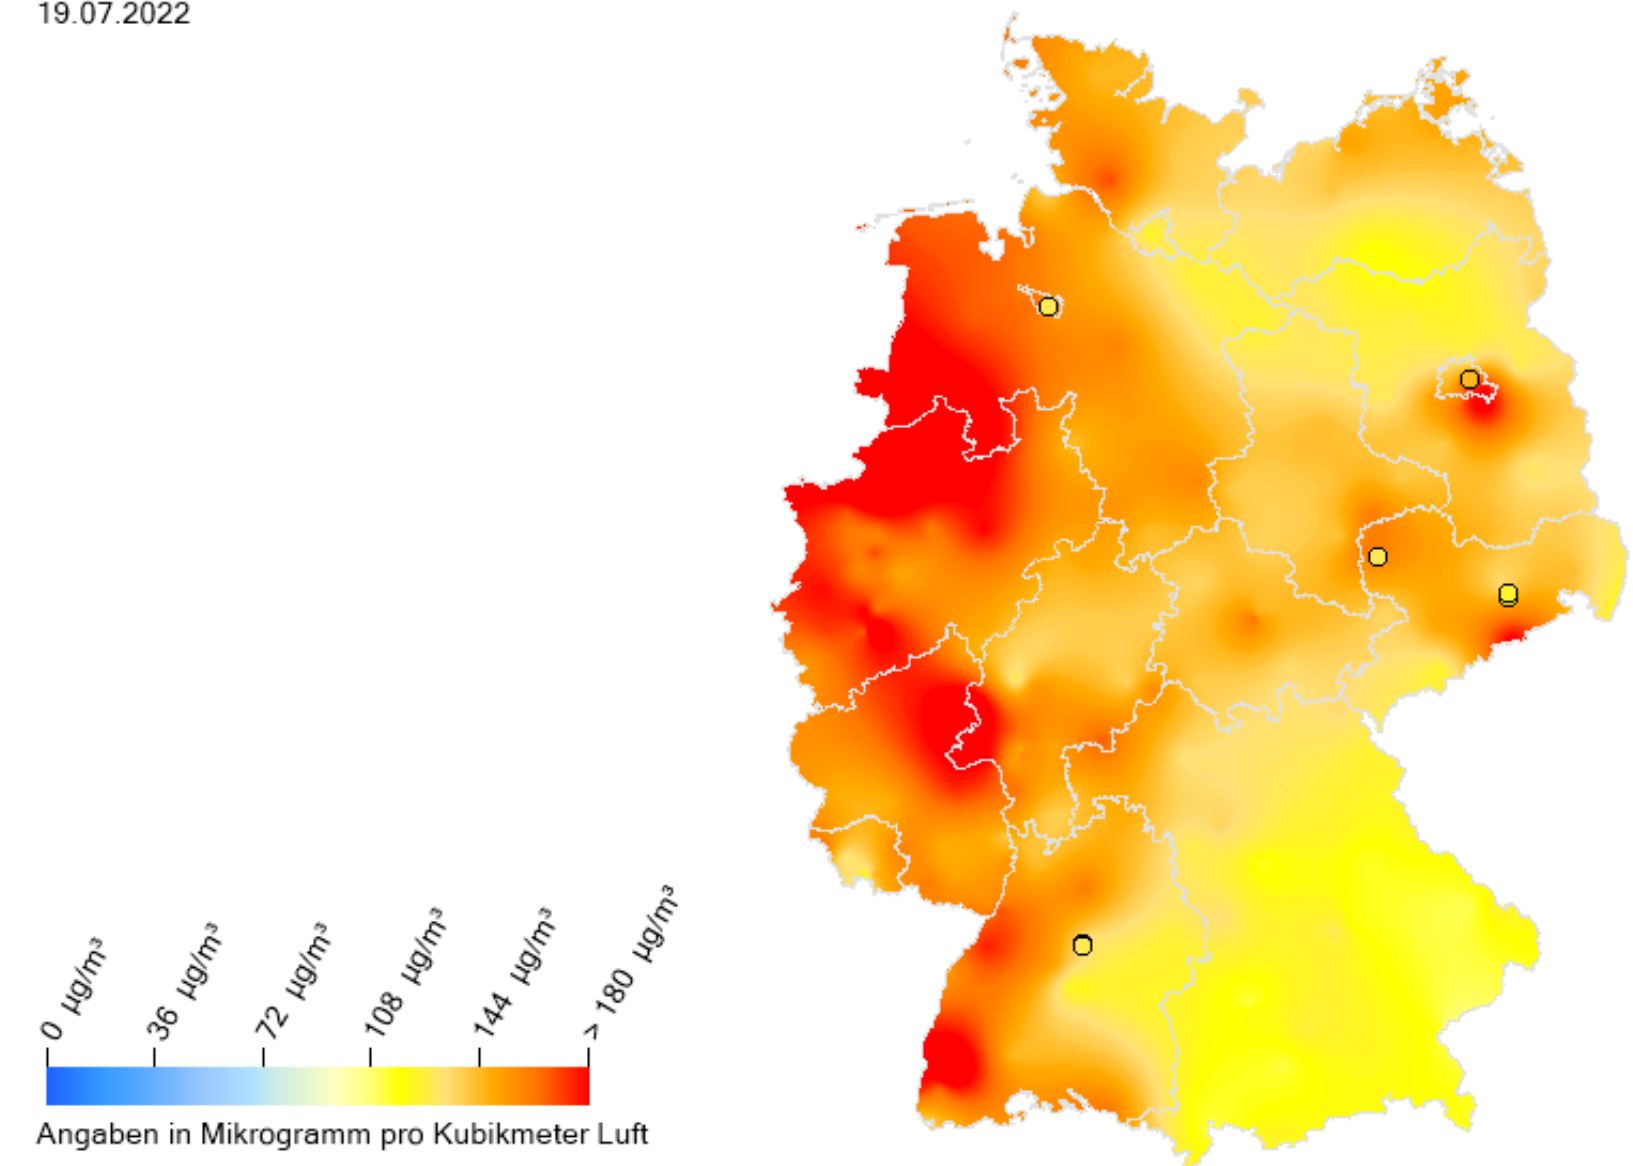 19.07.2022
0 µg/m³
36 µg/m³
72 µg/m³
108 µg/m³
144 µg/m³
> 180 µg/m³
Angaben in Mikrogramm pro Kubikmeter Luft